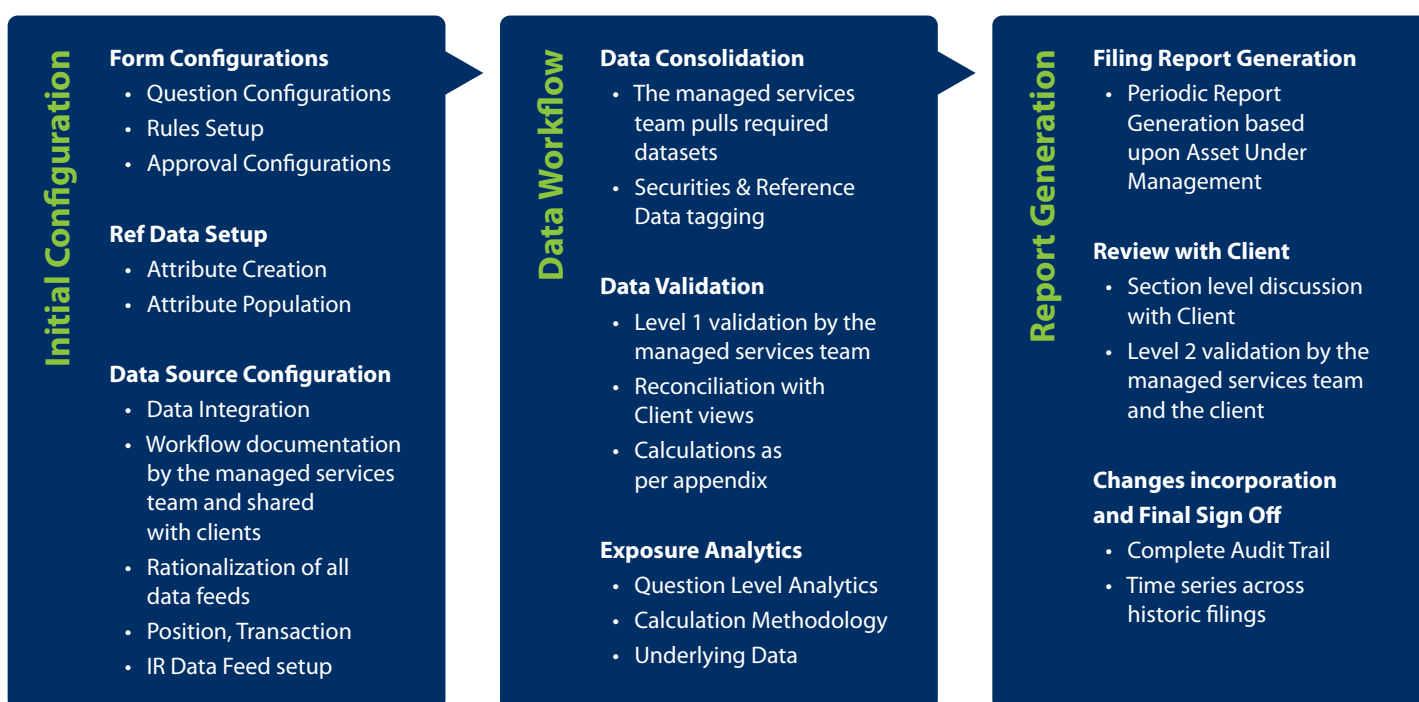 Initial Configuration
Form Configurations
• Question Configurations
• Rules Setup
• Approval Configurations
Ref Data Setup
• Attribute Creation
• Attribute Population
Data Source Configuration
• Data Integration
• Workflow documentation
by the managed services
team and shared
with clients
• Rationalization of all
data feeds
• Position, Transaction
• IR Data Feed setup
Data Workflow
Data Consolidation
• The managed services
team pulls required
datasets
• Securities & Reference
Data tagging
Data Validation
• Level 1 validation by the
managed services team
• Reconciliation with
Client views
• Calculations as
per appendix
Exposure Analytics
• Question Level Analytics
• Calculation Methodology
• Underlying Data
Report Generation
Filing Report Generation
• Periodic Report
Generation based
upon Asset Under
Management
Review with Client
• Section level discussion
with Client
• Level 2 validation by the
managed services team
and the client
Changes incorporation
and Final Sign Off
• Complete Audit Trail
• Time series across
historic filings